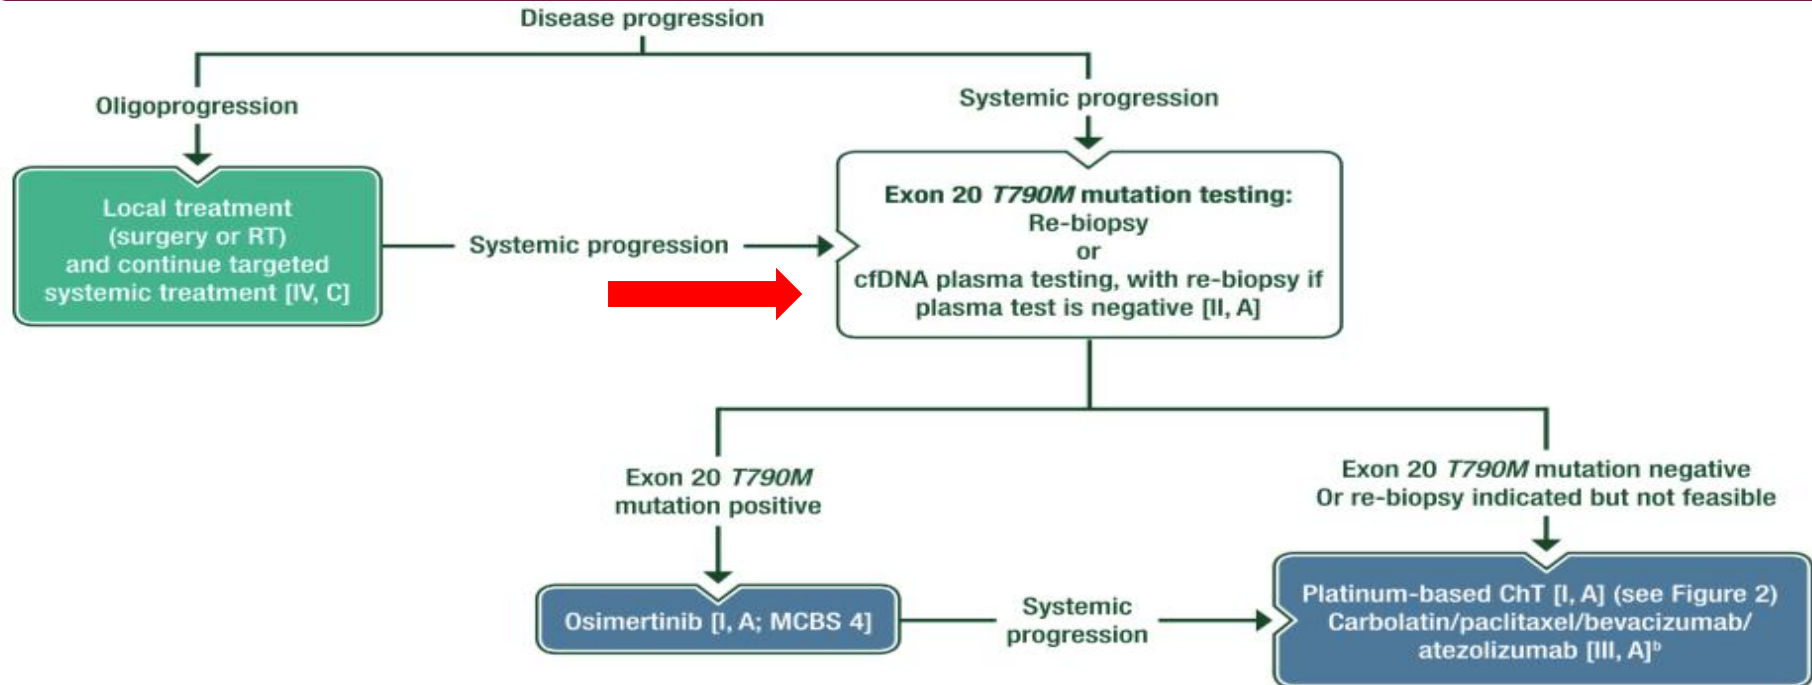 Disease progression
Oligoprogression
Systemic progression
Local treatment
(surgery or RT)
and continue targeted
systemic treatment [IV, C]
Systemic progression
Exon 20 T790M mutation testing:
Re-biopsy
or
cfDNA plasma testing, with re-biopsy if
plasma test is negative [II, A]
Exon 20 T790M
mutation positive
Exon 20 T790M mutation negative
Or re-biopsy indicated but not feasible
Osimertinib [I, A; MCBS 4]
Systemic
progression
Platinum-based ChT [I, A] (see Figure 2)
Carbolatin/paclitaxel/bevacizumab/
atezolizumab [III, A]ᵇ